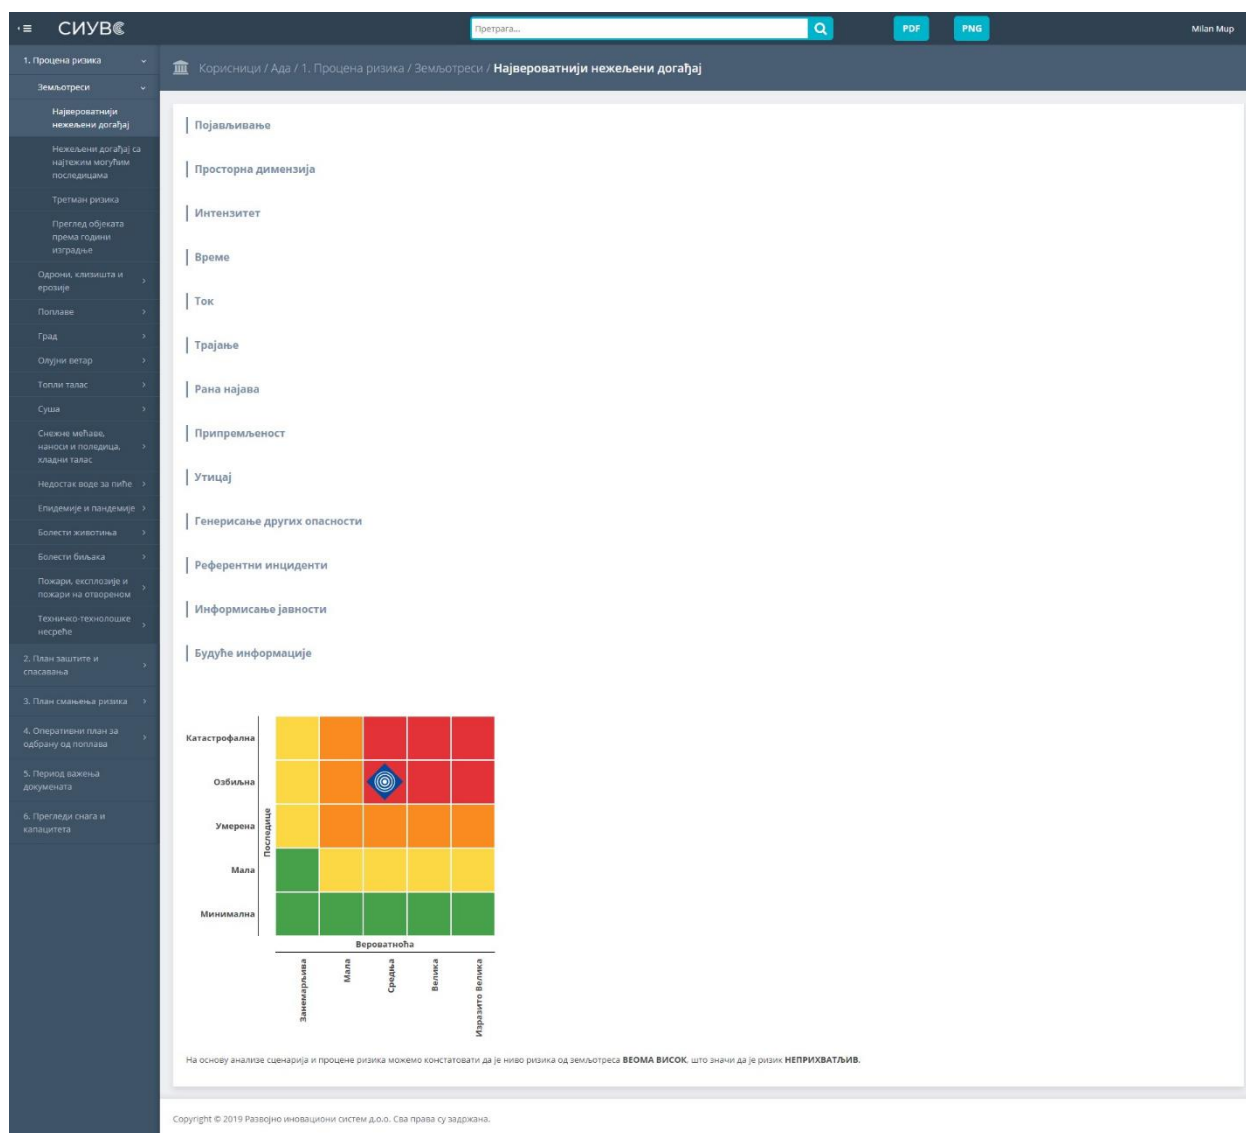 СИУВС
Претрага...
PDF
PNG
Milan Mup
1. Процена ризика
Земљотреси
Највероватнији
нежељени догађај
Нежељени догађај са
најтежим могућим
последицама
Третман ризика
Преглед објеката
према години
изградње
Одрони, клизишта и
ерозије
Поплаве
Град
Олујни ветар
Топли талас
Суша
Снежне мећаве,
наноси и поледица,
хладни талас
Недостак воде за пиће
Епидемије и пандемије
Болести животиња
Болести биљака
Пожари, експлозије и
пожари на отвореном
Техничко-технолошке
несреће
2. План заштите и
спасавања
3. План смањења ризика
4. Оперативни план за
одбрану од поплава
5. Период важења
документа
6. Прегледи снага и
капацитета
Корисници / Ада / 1. Процена ризика / Земљотреси / Највероватнији нежељени догађај
Појављивање
Просторна димензија
Интензитет
Време
Ток
Трајање
Рана најава
Припремљеност
Утицај
Генерисање других опасности
Референтни инциденти
Информисање јавности
Будуће информације
Катастрофална
Озбиљна
Умерена
Мала
Минимална
Последице
Вероватноћа
Занемарљива
Мала
Средња
Велика
Изразито Велика
На основу анализе сценарија и процене ризика можемо констатовати да је ниво ризика од земљотреса ВЕОМА ВИСОК, што значи да је ризик НЕПРИХВАТЉИВ.
Copyright © 2019 Развојно иновациони систем д.о.о. Сва права су задржана.